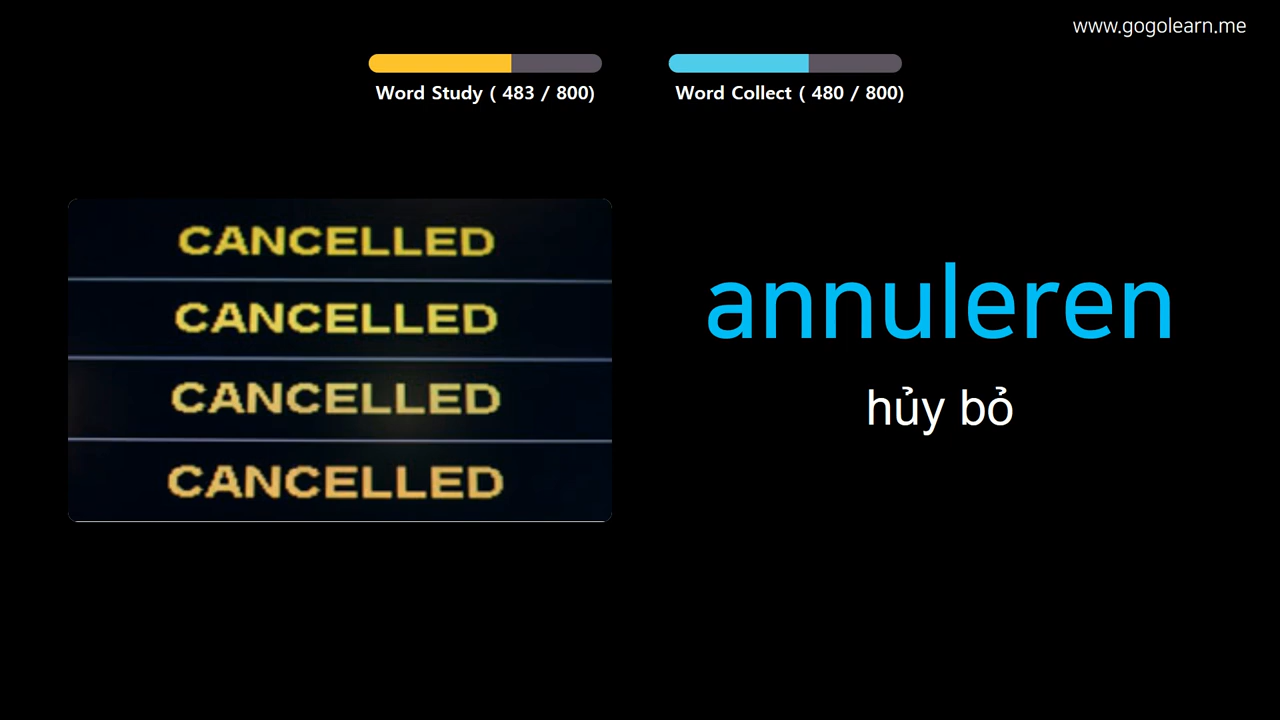 www.gogolearn.me
Word Study ( 483 / 800)
Word Collect ( 480 / 800)
CANCELLED
CANCELLED
CANCELLED
CANCELLED
annuleren
hủy bỏ